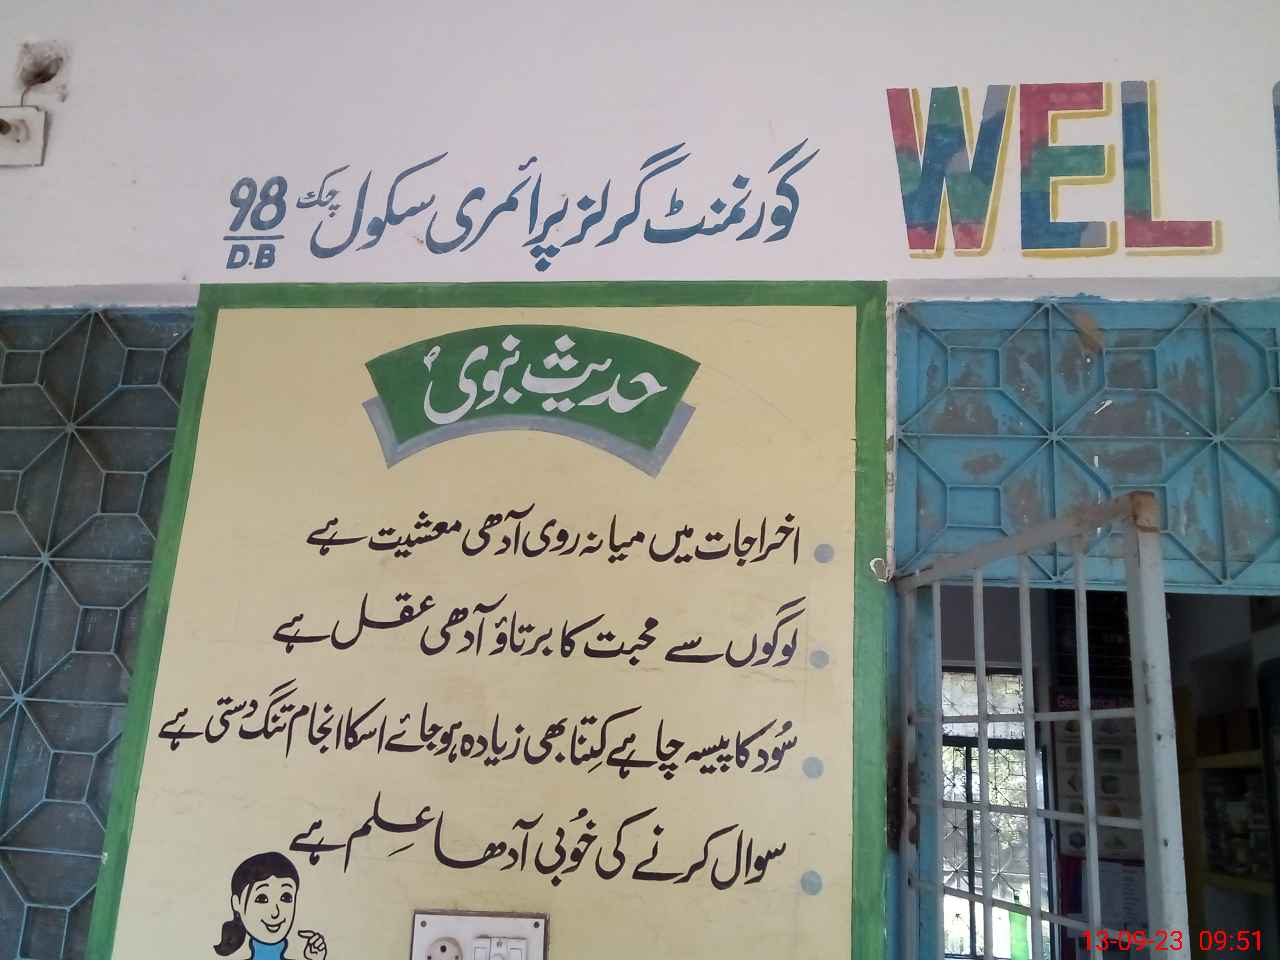 گورنمنٹ گرلز پرائمری سکول چک 98/D.B
WEL
حدیث نبوی ؐ
اخراجات میں میانہ روی آدھی معشیت ہے
لوگوں سے محبت کا برتاؤ آدھی عقل ہے
سُود کا پیسہ چاہے کِتنا بھی زیادہ ہو جائے اسکا انجام تنگ دستی ہے
سوال کرنے کی خُوبی آدھا عِلم ہے
13-09-23 09:51